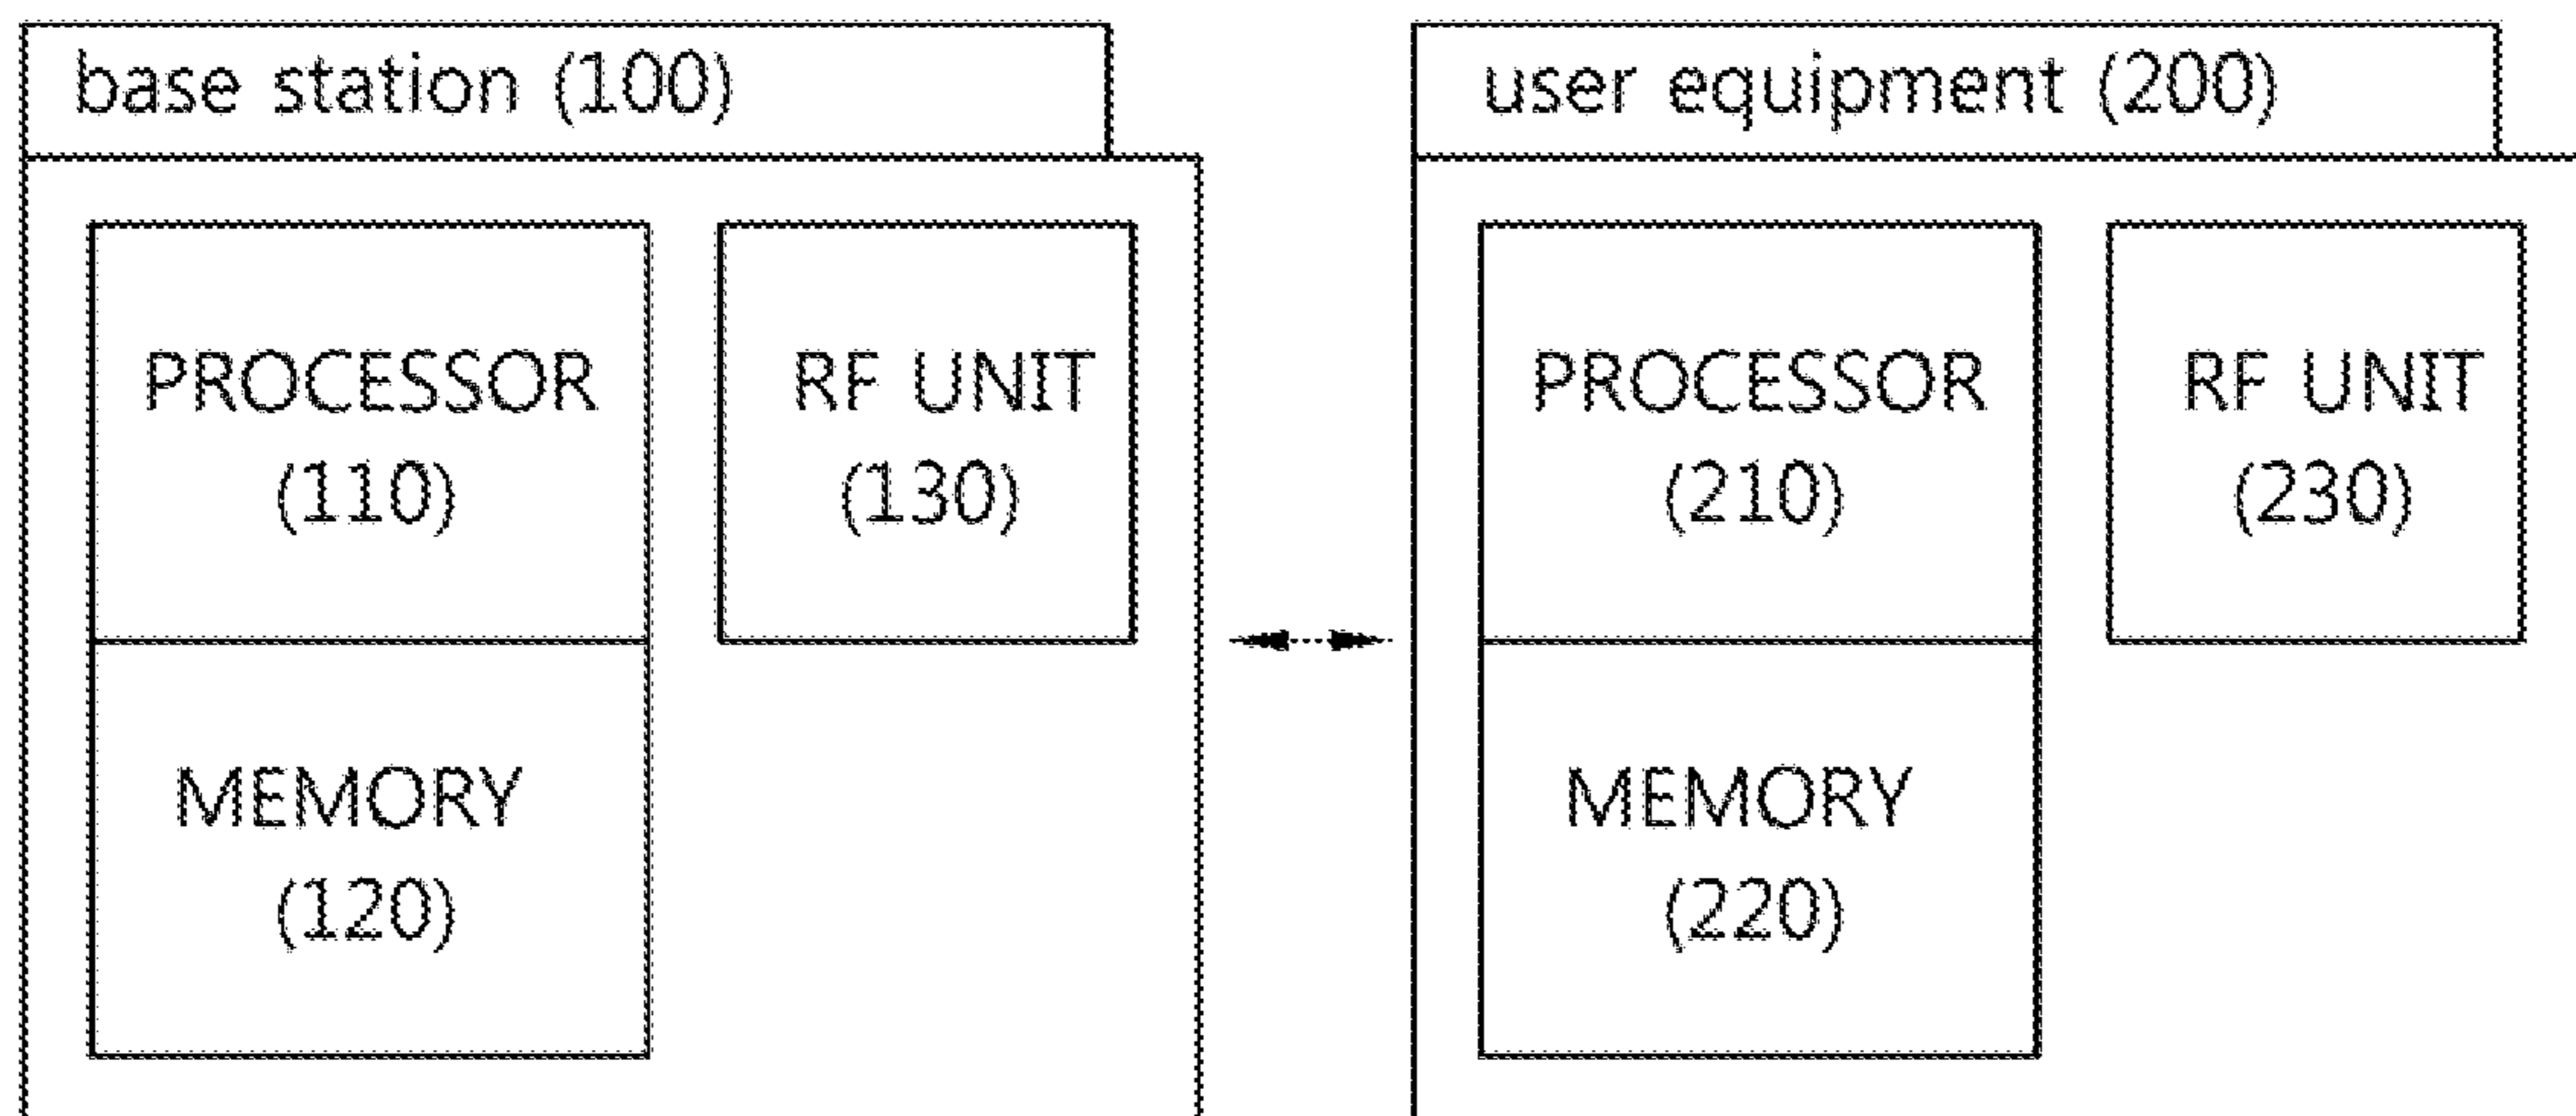 base station (100)
PROCESSOR
(110)
RF UNIT
(130)
MEMORY
(120)
user equipment (200)
PROCESSOR
(210)
RF UNIT
(230)
MEMORY
(220)